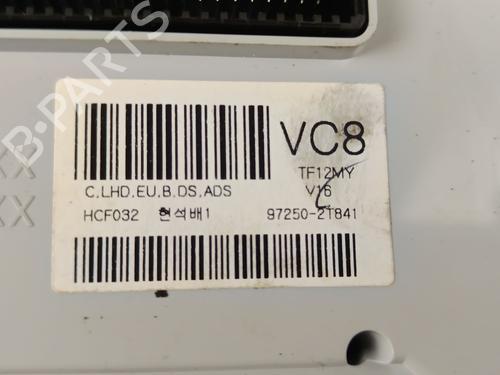 VC8
C,LHD,EU,B,DS,ADS
TF12MY
V16
HCF032 현석배1 97250-2T841
B-PARTS